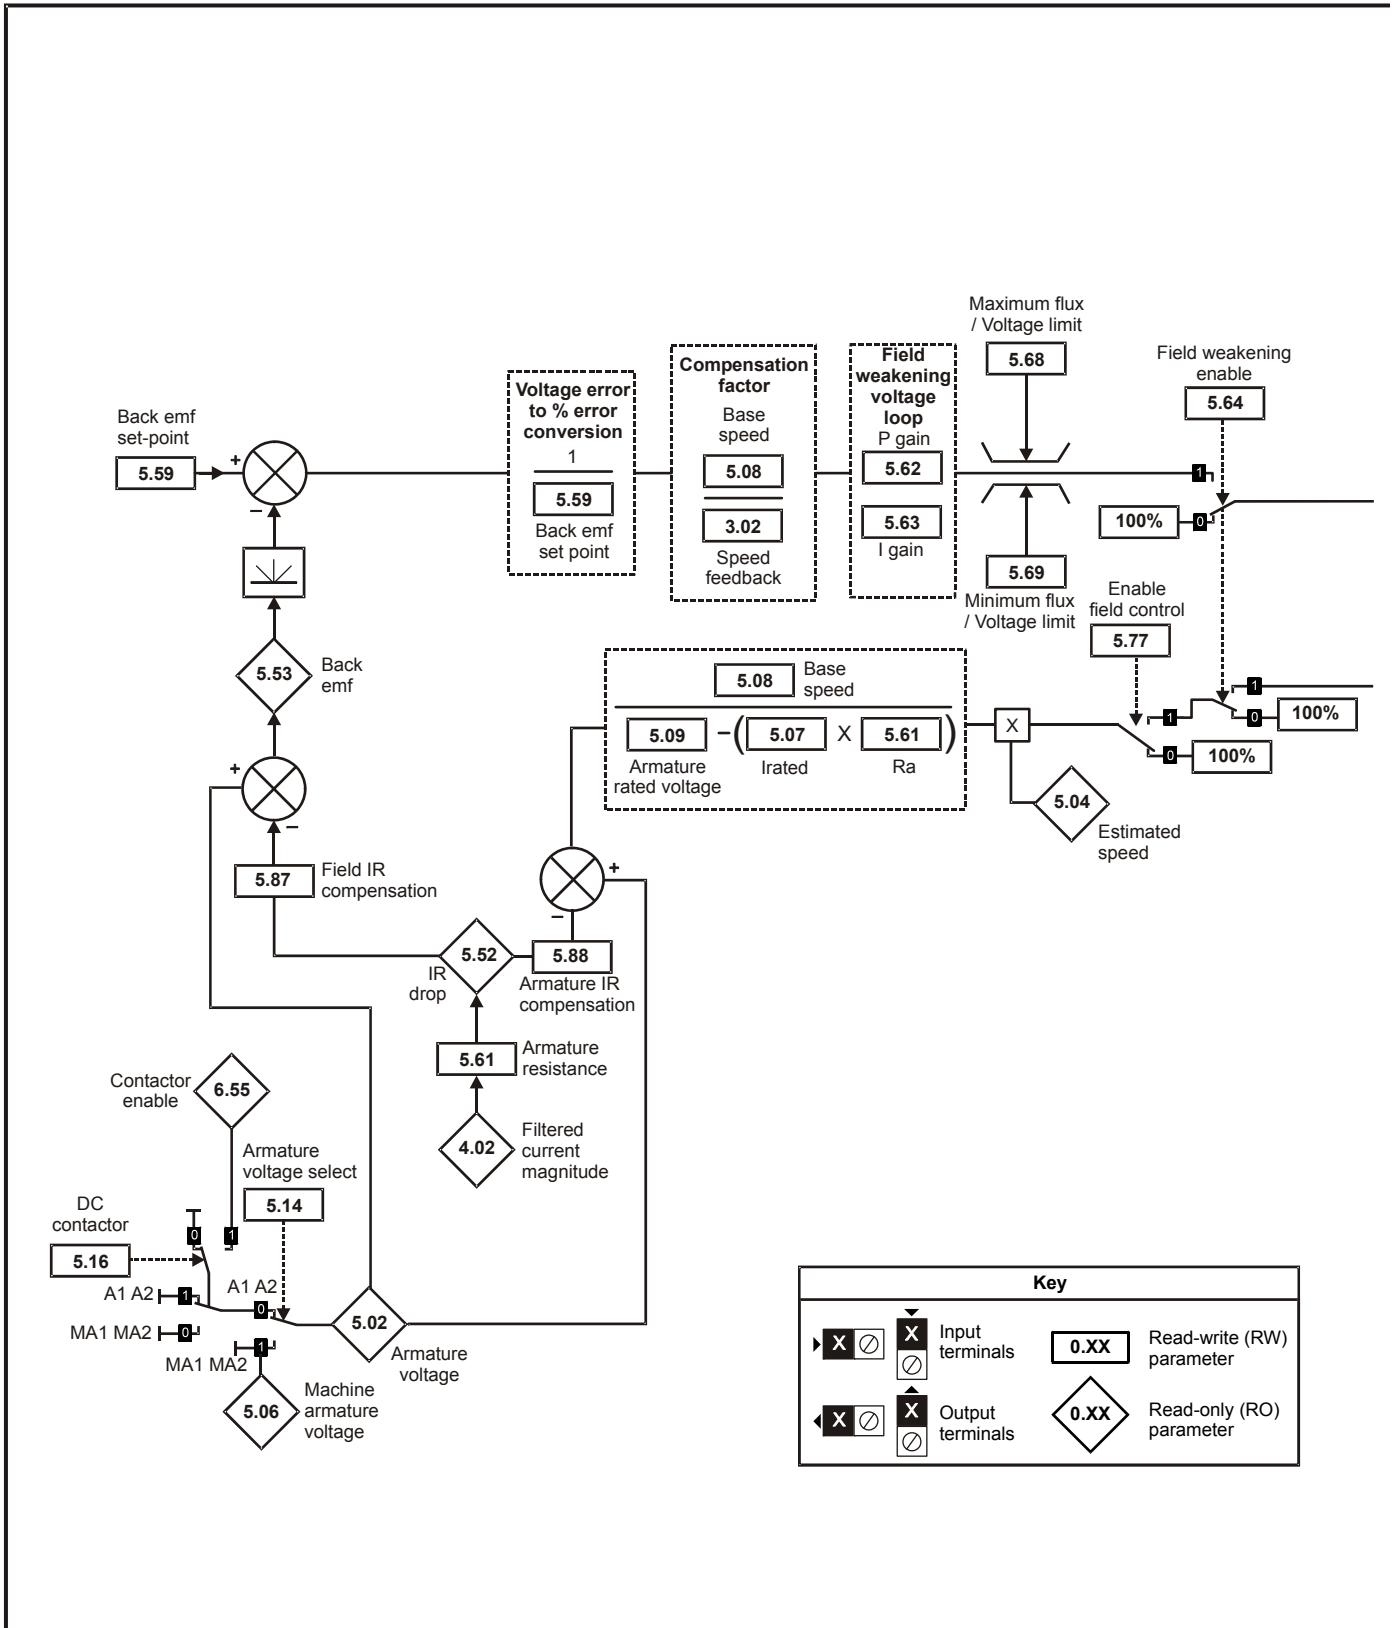 Maximum flux
/ Voltage limit
5.68
Field weakening
enable
5.64
Back emf
set-point
5.59
+
−
Voltage error
to % error
conversion
1
5.59
Back emf
set point
Compensation
factor
Base
speed
5.08
3.02
Speed
feedback
Field
weakening
voltage
loop
P gain
5.62
5.63
I gain
1
100%
0
5.69
Minimum flux
/ Voltage limit
Enable
field control
5.77
5.53
Back
emf
5.08
Base
speed
5.09 − ( 5.07 X 5.61 )
Armature
rated voltage
Irated
Ra
X
1
1
0
100%
0
100%
5.04
Estimated
speed
+
−
5.87
Field IR
compensation
+
−
5.52
IR
drop
5.88
Armature IR
compensation
5.61
Armature
resistance
4.02
Filtered
current
magnitude
Contactor
enable
6.55
Armature
voltage select
5.14
DC
contactor
5.16
0
1
A1 A2
1
A1 A2
0
MA1 MA2
0
MA1 MA2
1
5.02
Armature
voltage
5.06
Machine
armature
voltage
Key
X
X
Input
terminals
0.XX
Read-write (RW)
parameter
X
X
Output
terminals
0.XX
Read-only (RO)
parameter